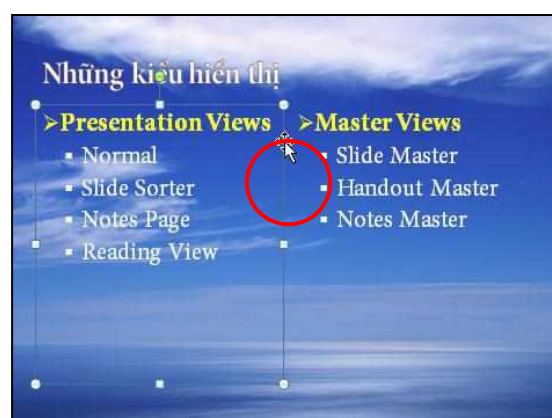 Những kiểu hiển thị
➢Presentation Views
▪ Normal
▪ Slide Sorter
▪ Notes Page
▪ Reading View
➢Master Views
▪ Slide Master
▪ Handout Master
▪ Notes Master